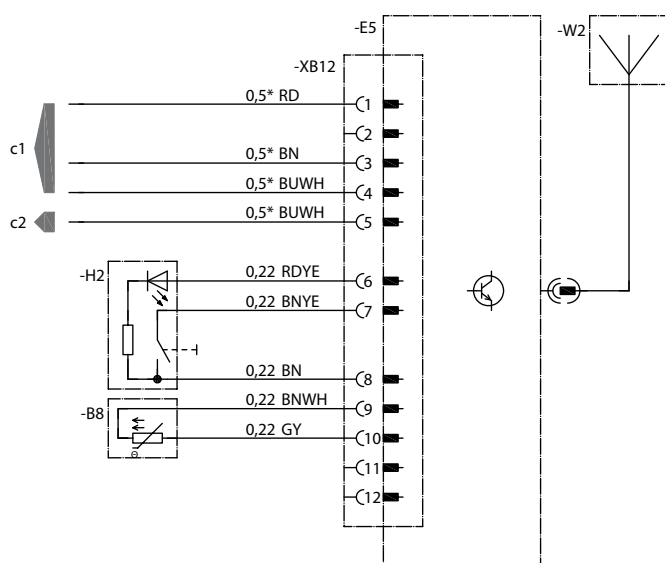 -E5
-W2
-XB12
0,5* RD
1
2
c1
0,5* BN
3
0,5* BUWH
4
c2
0,5* BUWH
5
-H2
0,22 RDYE
6
0,22 BNYE
7
0,22 BN
8
-B8
0,22 BNWH
9
0,22 GY
10
Θ
11
12